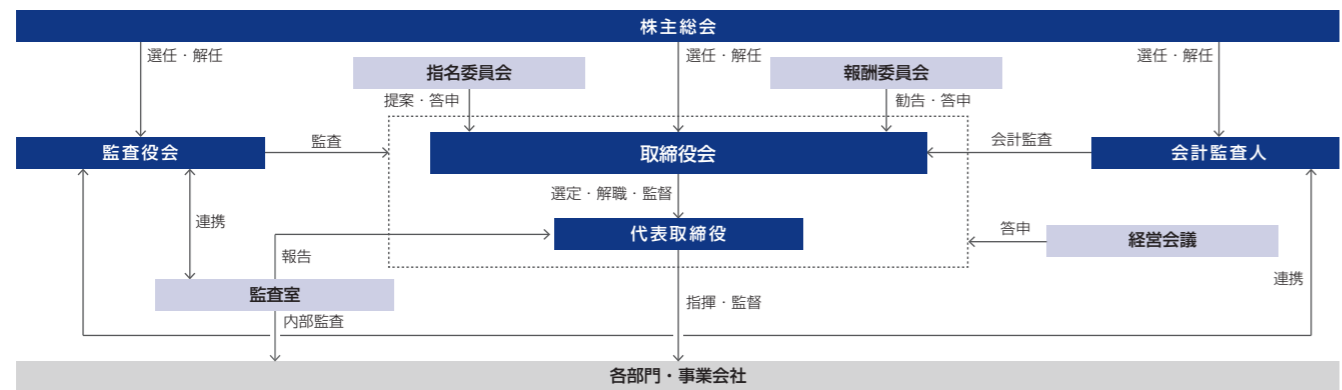 株主総会
選任・解任
選任・解任
選任・解任
指名委員会
報酬委員会
提案・答申
勧告・答申
監査役会
監査
取締役会
会計監査
会計監査人
選定・解職・監督
連携
代表取締役
答申
経営会議
報告
監査室
指揮・監督
連携
内部監査
各部門・事業会社